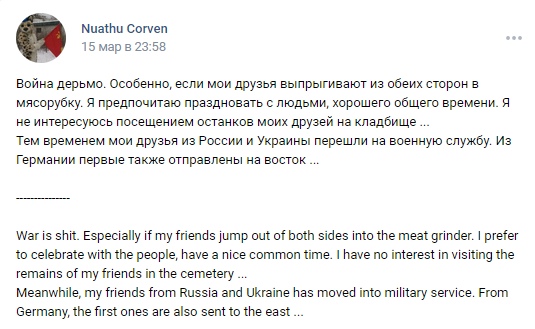 Nuathu Corven
15 мар в 23:58
Война дерьмо. Особенно, если мои друзья выпрыгивают из обеих сторон в
мясорубку. Я предпочитаю праздновать с людьми, хорошего общего времени. Я
не интересуюсь посещением останков моих друзей на кладбище ...
Тем временем мои друзья из России и Украины перешли на военную службу. Из
Германии первые также отправлены на восток ...
---------------
War is shit. Especially if my friends jump out of both sides into the meat grinder. I prefer
to celebrate with the people, have a nice common time. I have no interest in visiting the
remains of my friends in the cemetery ...
Meanwhile, my friends from Russia and Ukraine has moved into military service. From
Germany, the first ones are also sent to the east ...